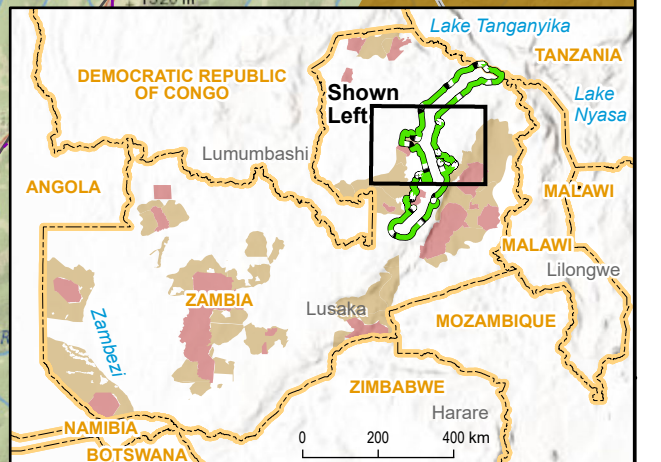 1320 m
Lake Tanganyika
TANZANIA
DEMOCRATIC REPUBLIC
OF CONGO
Shown
Left
Lake
Nyasa
Lumumbashi
ANGOLA
MALAWI
MALAWI
Lilongwe
ZAMBIA
Lusaka
MOZAMBIQUE
Zambezi
ZIMBABWE
Harare
NAMIBIA
BOTSWANA
0 200 400 km